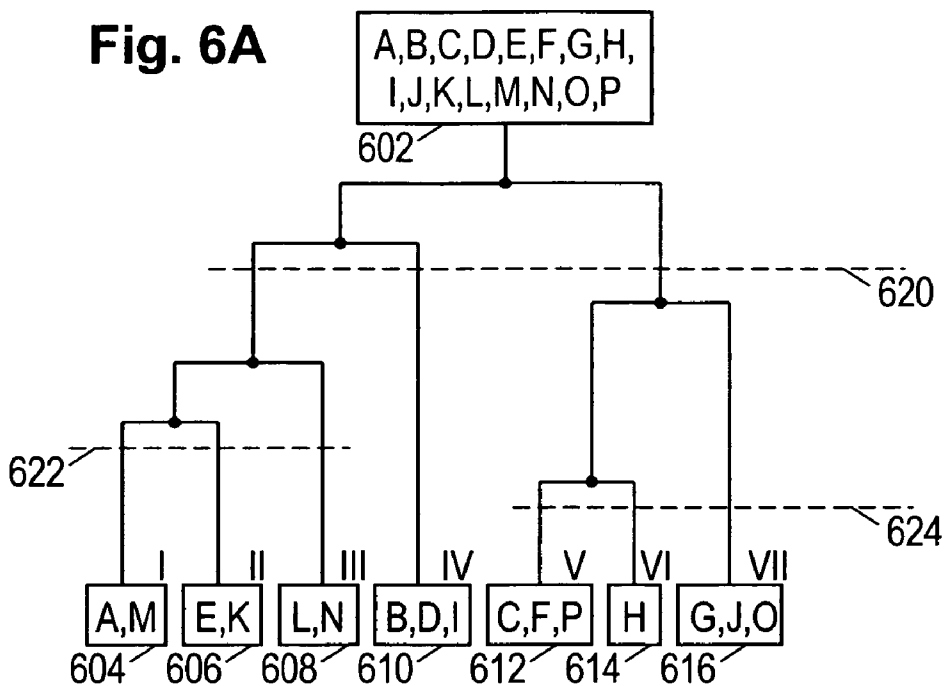 Fig. 6A
A,B,C,D,E,F,G,H,
I,J,K,L,M,N,O,P
602
620
622
624
I II III IV V VI VII
A,M E,K L,N B,D,I C,F,P H G,J,O
604 606 608 610 612 614 616